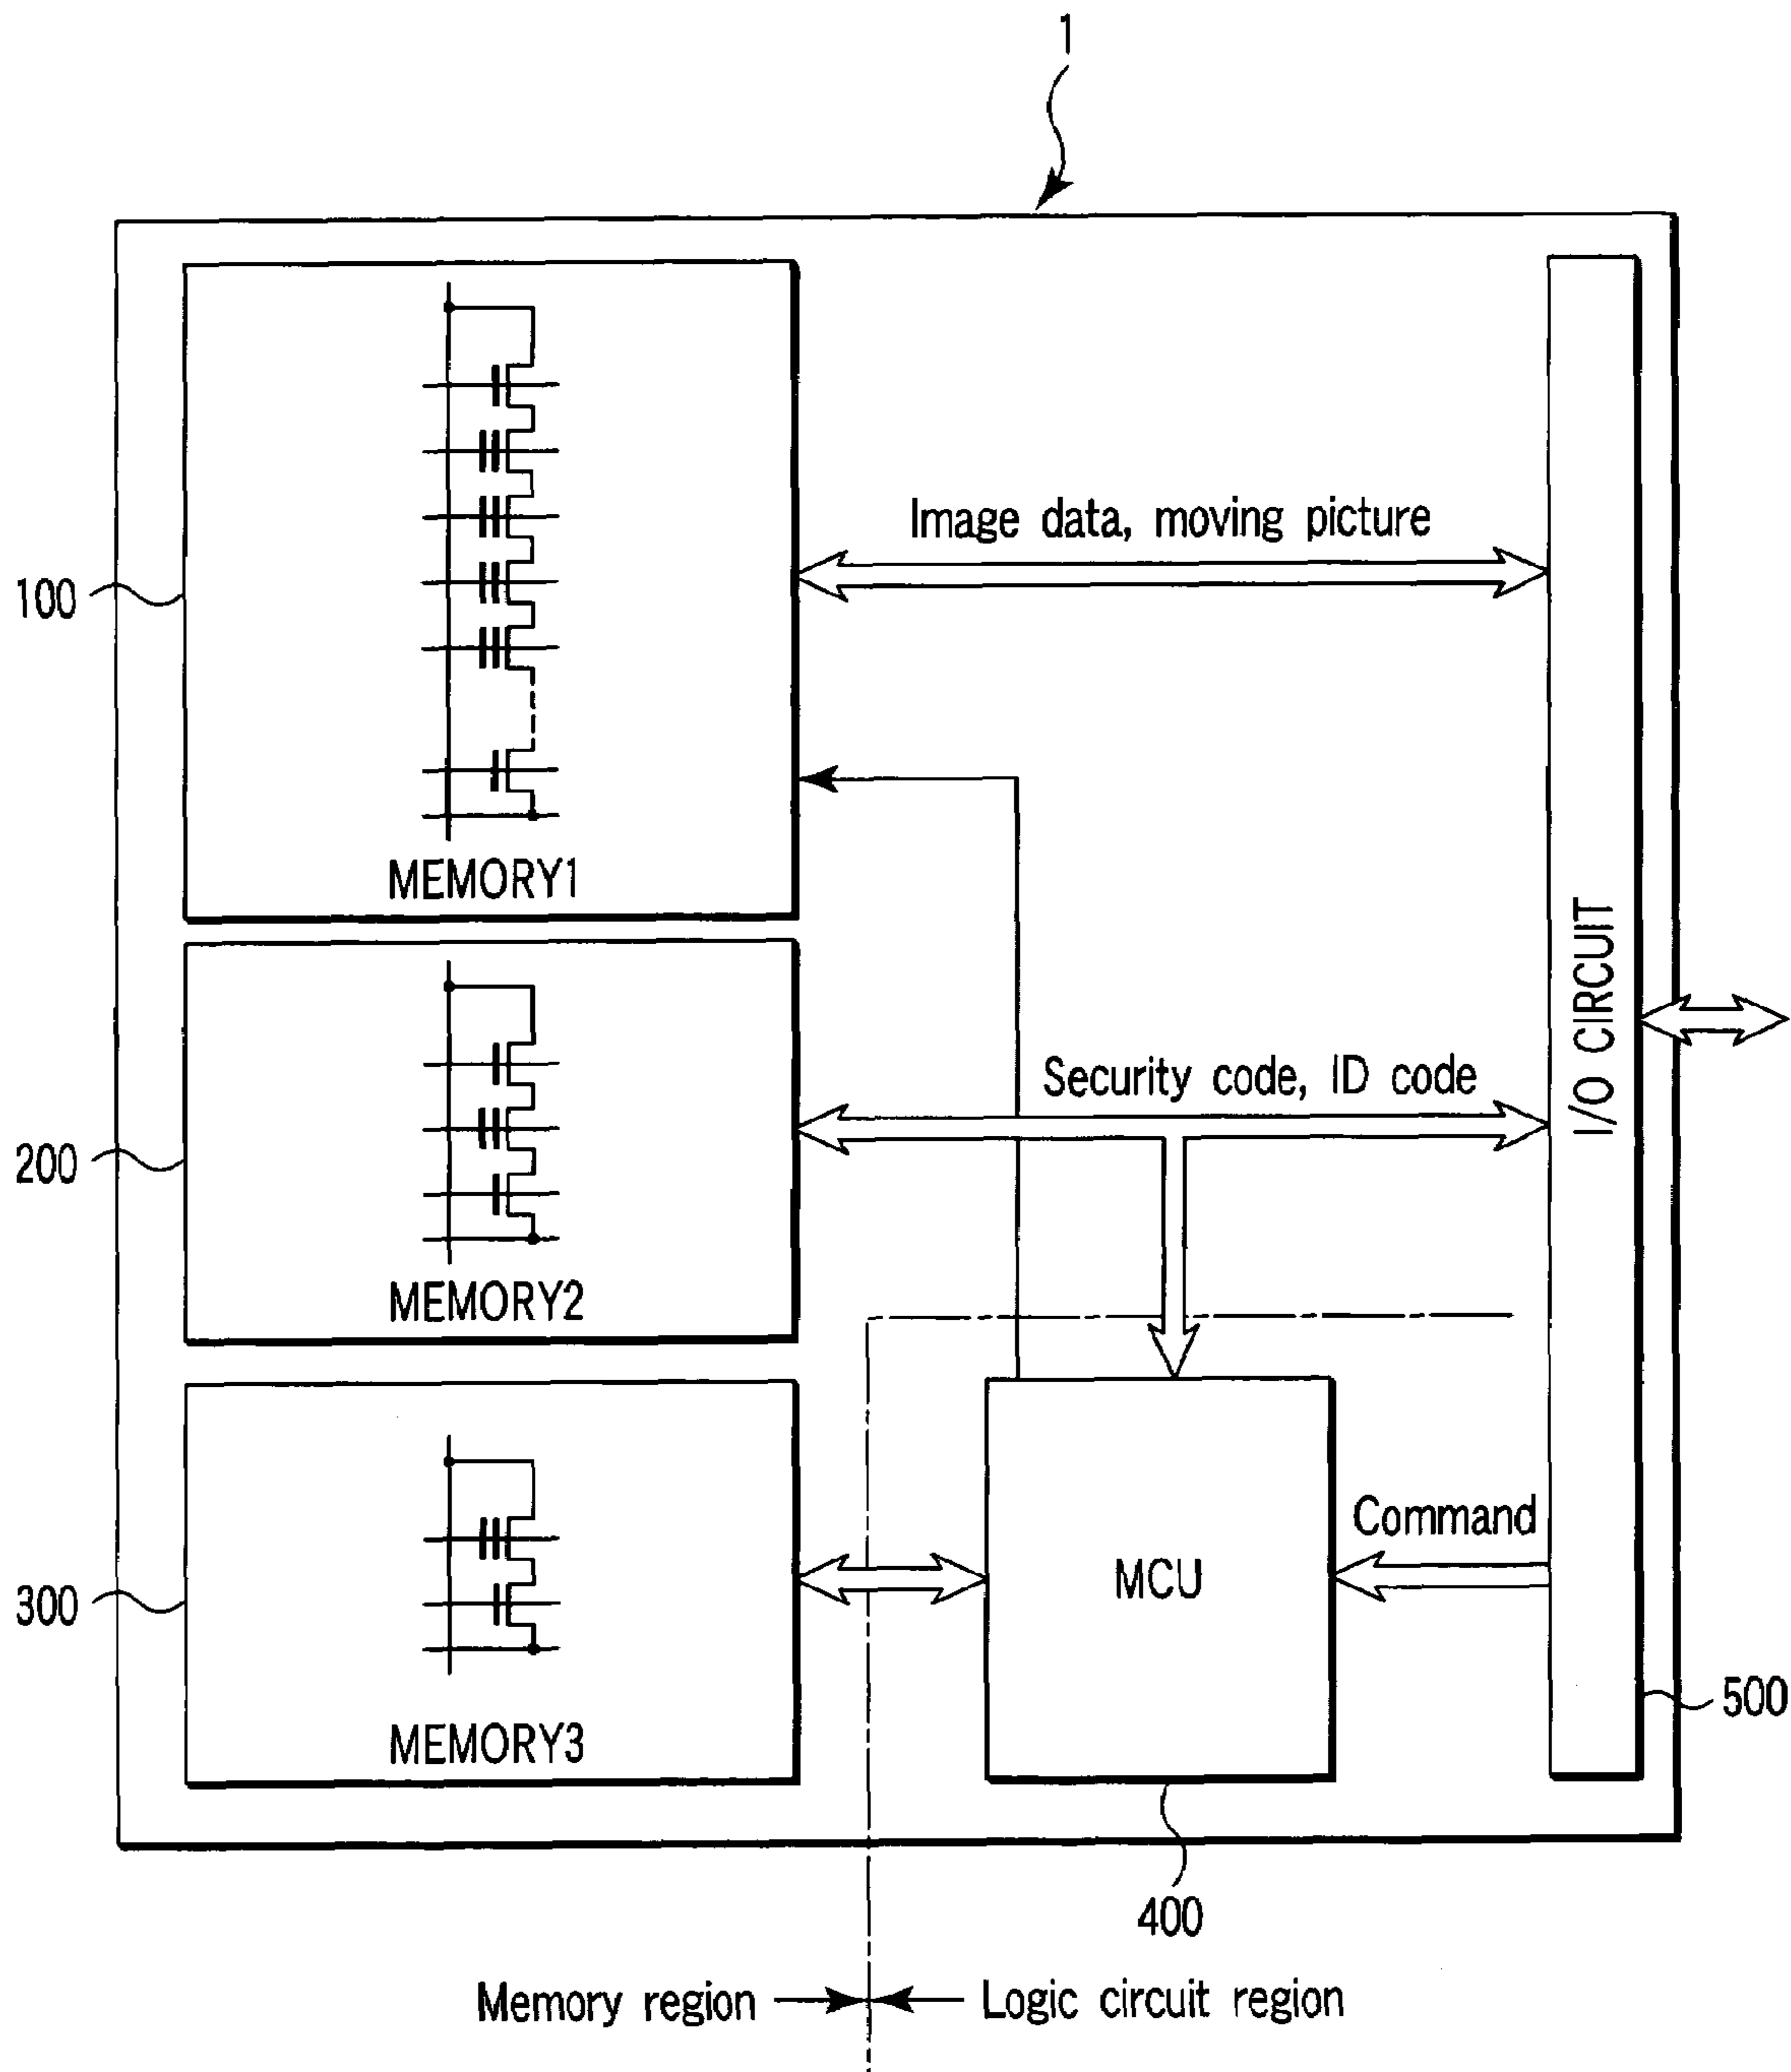 1
Image data, moving picture
100
MEMORY1
I/O CIRCUIT
Security code, ID code
200
MEMORY2
Command
MCU
300
500
MEMORY3
400
Memory region
Logic circuit region